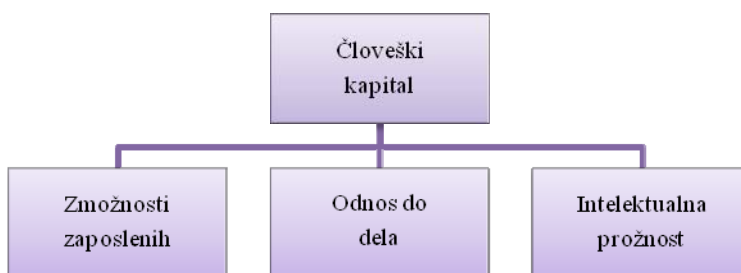 Človeški
kapital
Zmožnosti
zaposlenih
Odnos do
dela
Intelektualna
prožnost